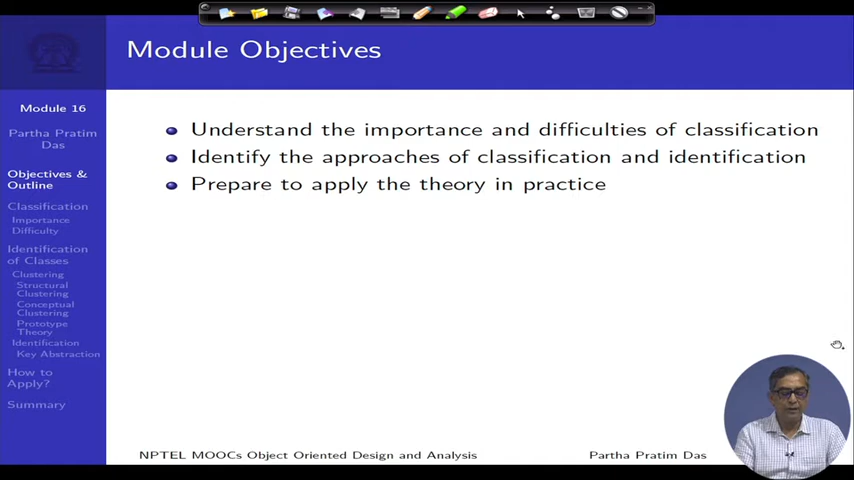 Module Objectives
Module 16
Partha Pratim
Das
Objectives &
Outline
Classification
Importance
Difficulty
Identification
of Classes
Clustering
Structural
Clustering
Conceptual
Clustering
Prototype
Theory
Identification
Key Abstraction
How to
Apply?
Summary
Understand the importance and difficulties of classification
Identify the approaches of classification and identification
Prepare to apply the theory in practice
NPTEL MOOCs Object Oriented Design and Analysis
Partha Pratim Das